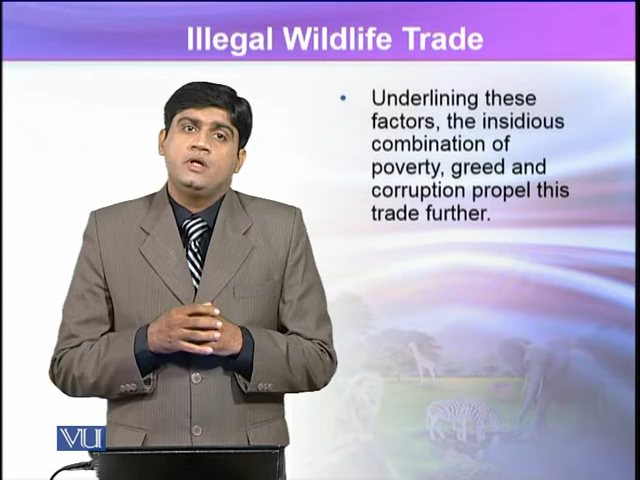 Illegal Wildlife Trade
• Underlining these
factors, the insidious
combination of
poverty, greed and
corruption propel this
trade further.
VU